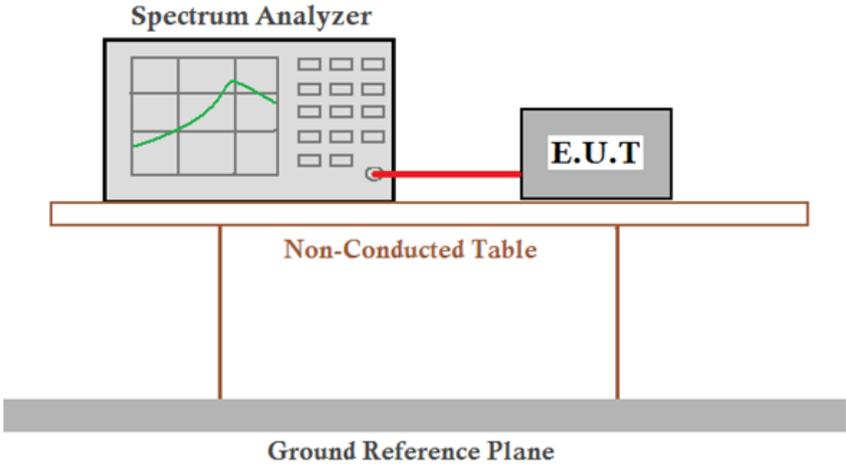 Spectrum Analyzer
E.U.T
Non-Conducted Table
Ground Reference Plane